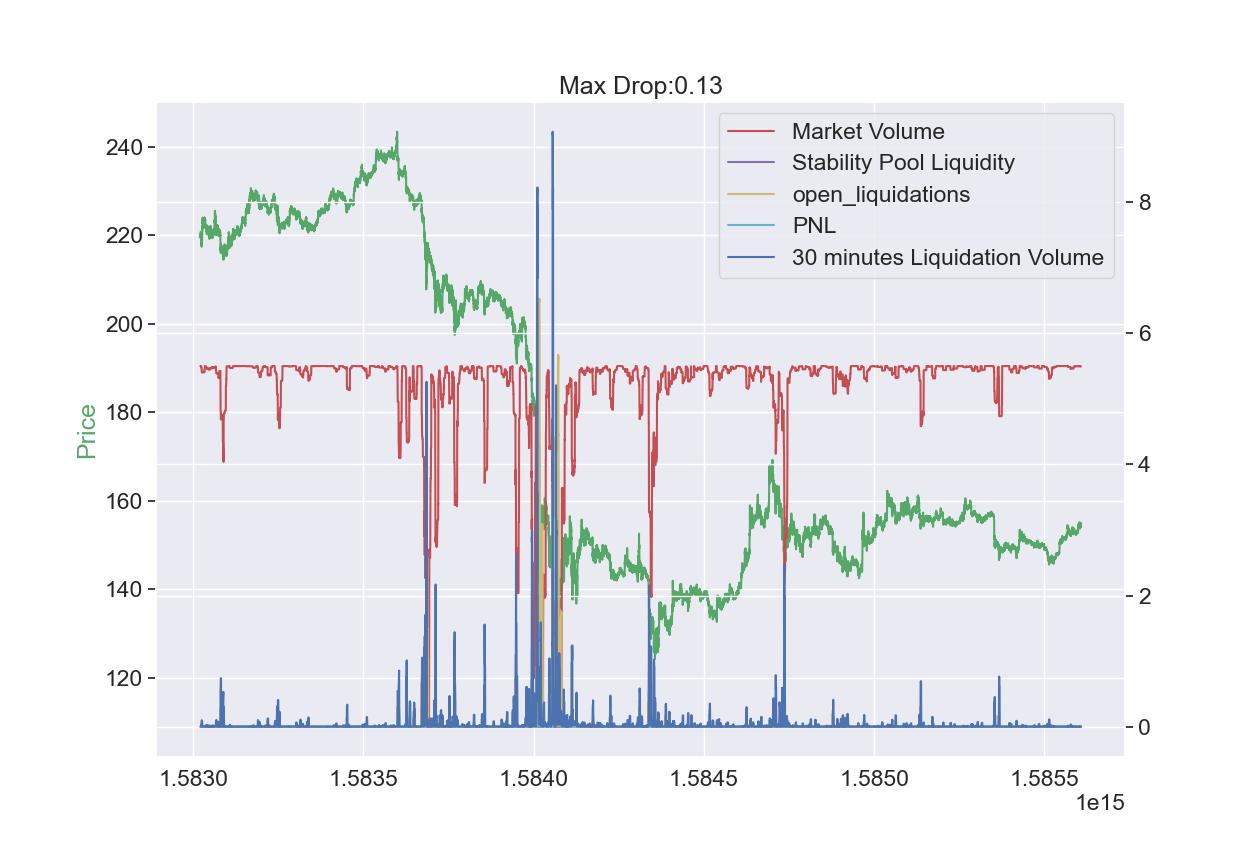 Max Drop:0.13
Market Volume
Stability Pool Liquidity
open_liquidations
PNL
30 minutes Liquidation Volume
Price
240
220
200
180
160
140
120
8
6
4
2
0
1.5830 1.5835 1.5840 1.5845 1.5850 1.5855
1e15